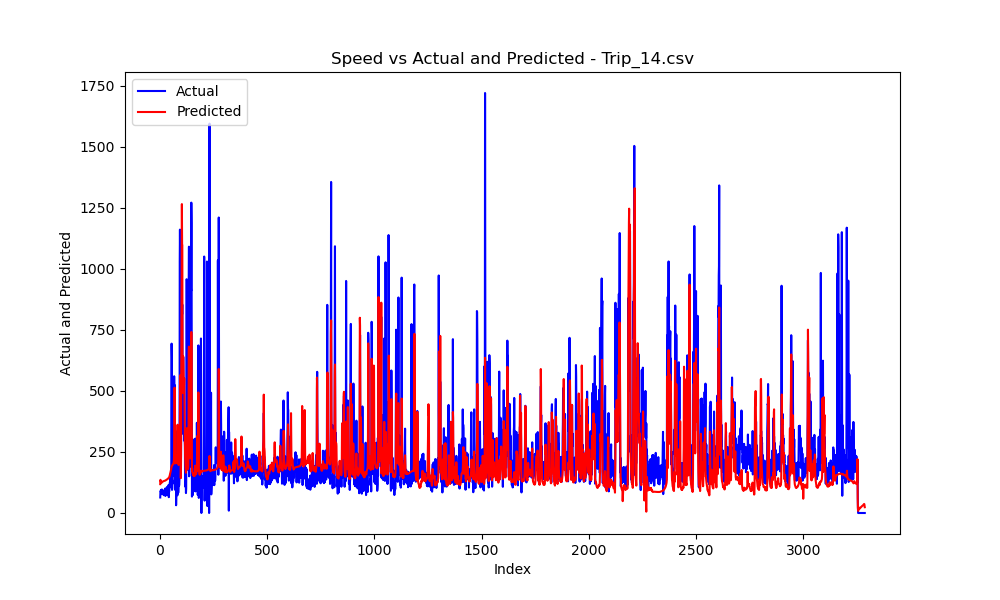 Speed vs Actual and Predicted - Trip_14.csv
Actual
Predicted
Actual and Predicted
1750
1500
1250
1000
750
500
250
0
0 500 1000 1500 2000 2500 3000
Index